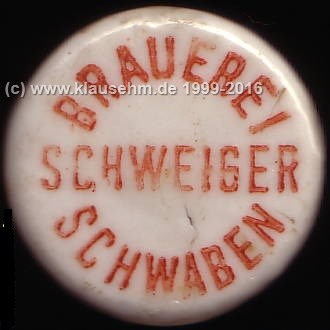 BRAUEREI
(c) www.klausehm.de 1999-2016
SCHWEIGER
SCHWABEN